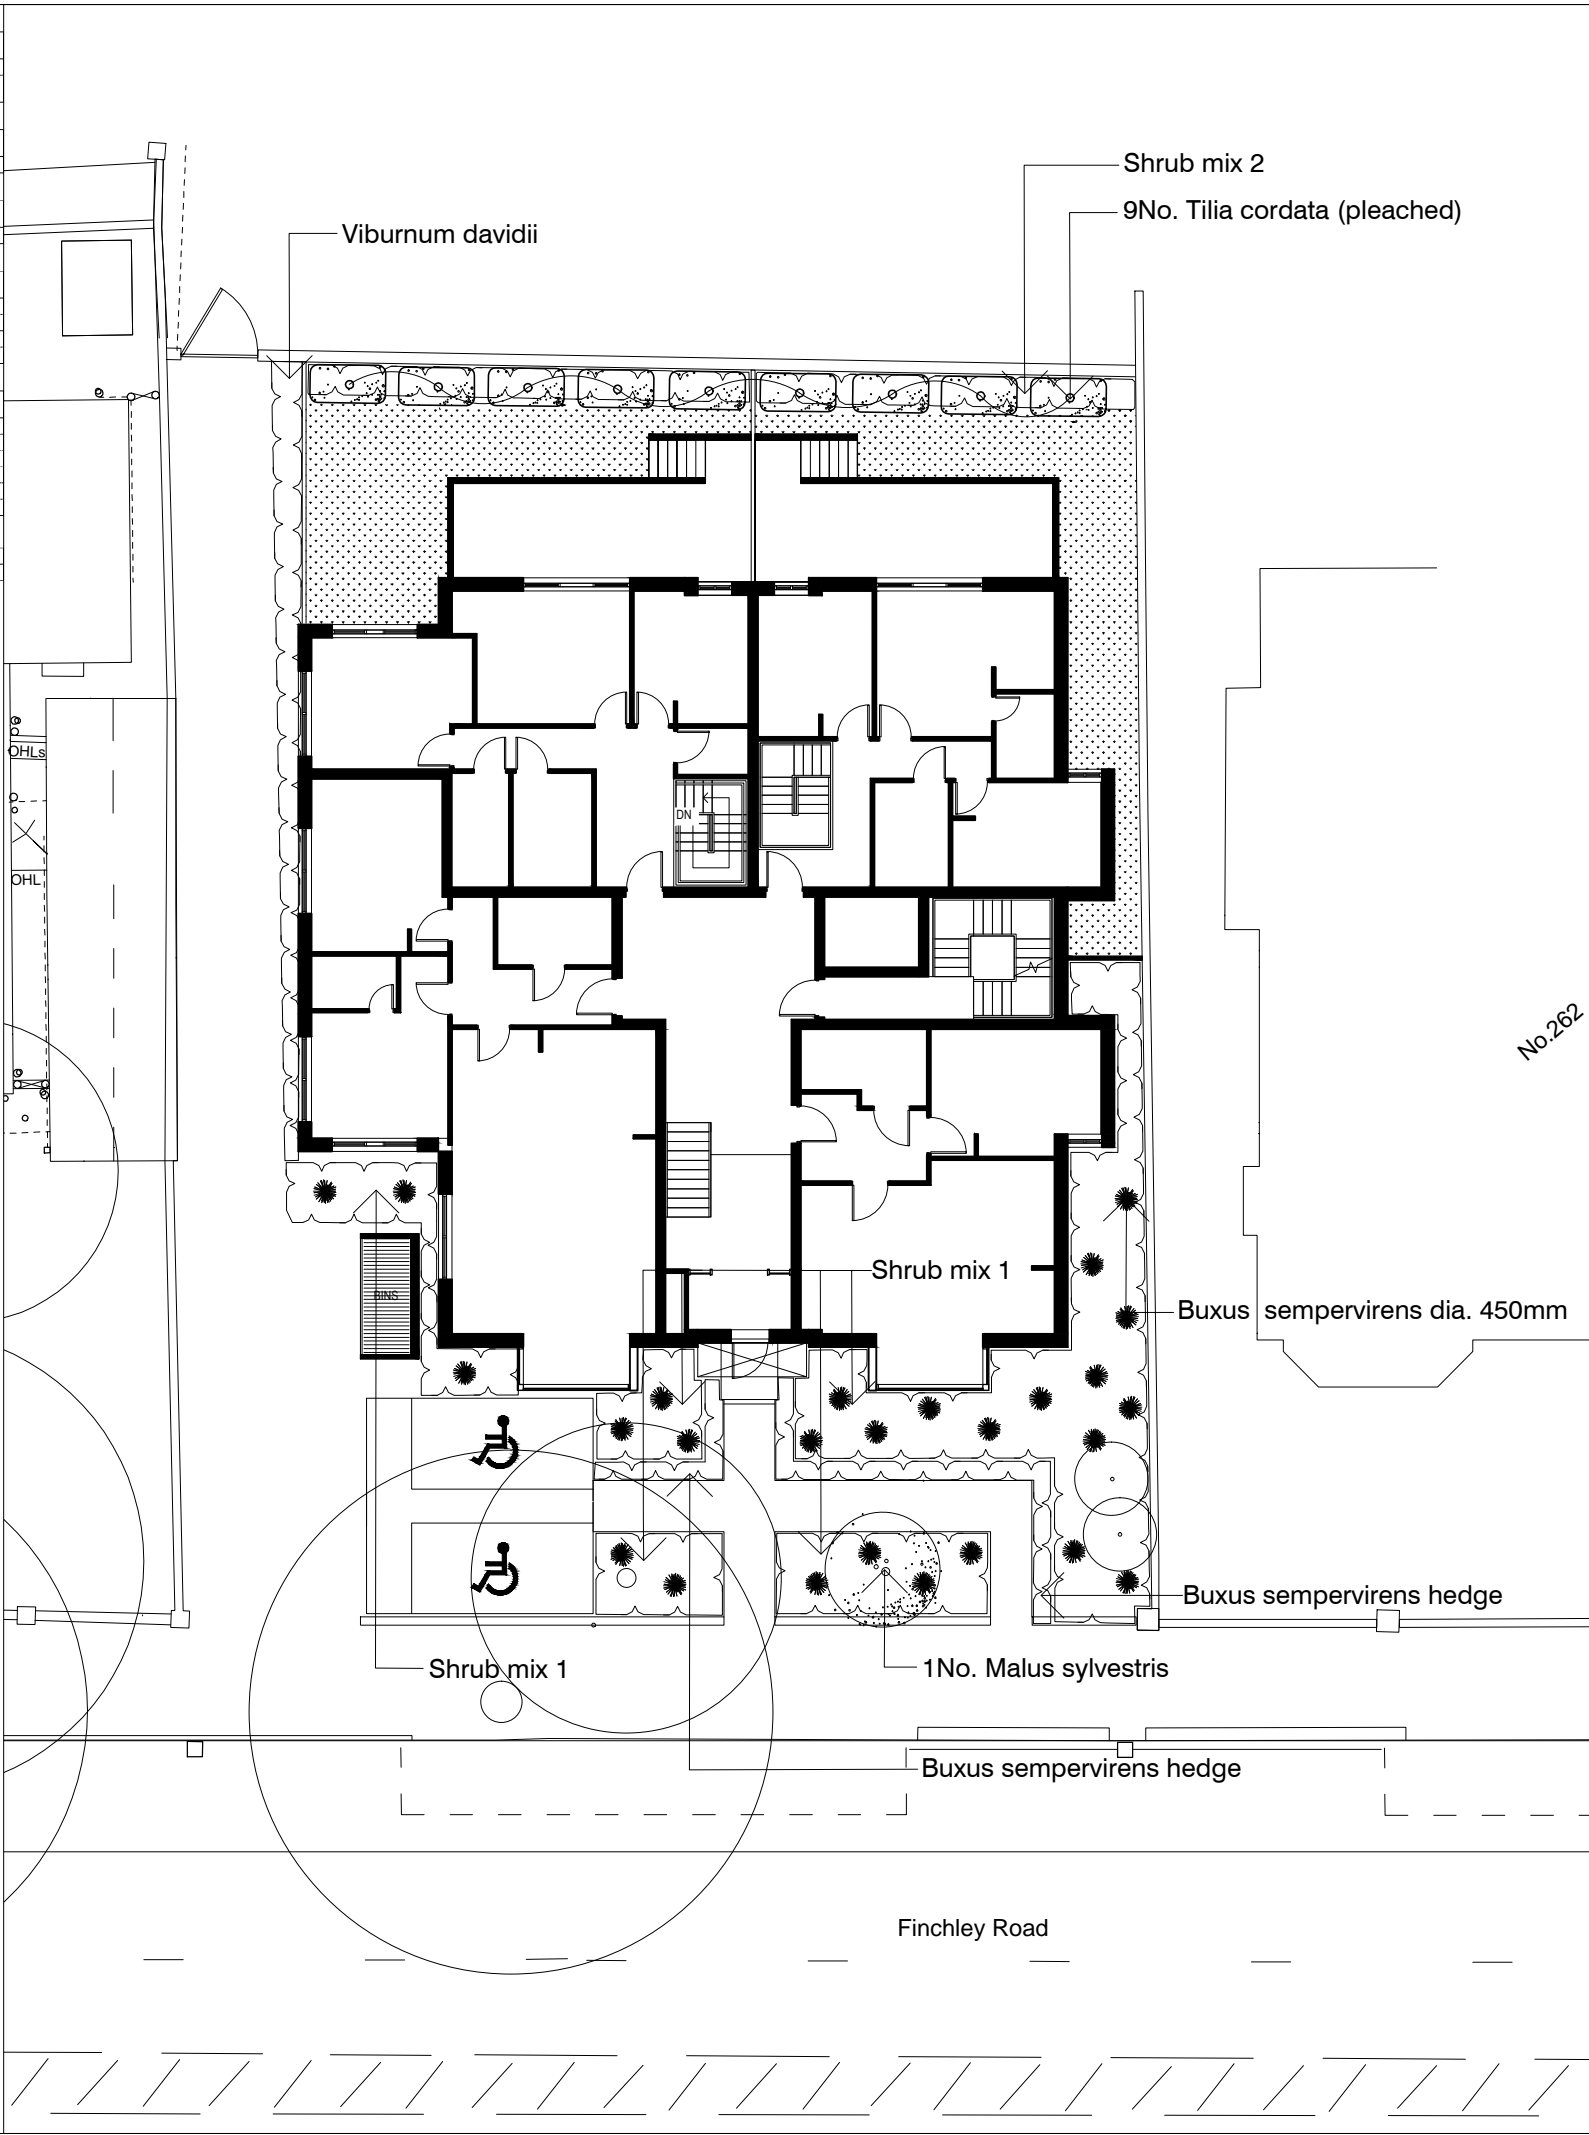 Shrub mix 2
9No. Tilia cordata (pleached)
Viburnum davidii
OHLs
DN
OHL
No.262
Shrub mix 1
BINS
Buxus sempervirens dia. 450mm
Buxus sempervirens hedge
Shrub mix 1
1No. Malus sylvestris
Buxus sempervirens hedge
Finchley Road